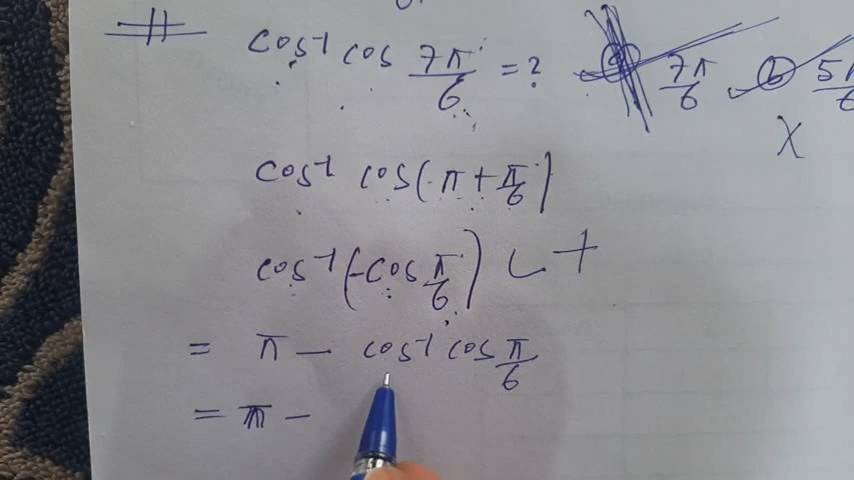 cos⁻¹ cos 7π/6 = ? ⓐ 7π/6 ⓑ 5π/6 X
cos⁻¹ cos(π + π/6)
cos⁻¹(-cos π/6) +
= π - cos⁻¹ cos π/6
= π -